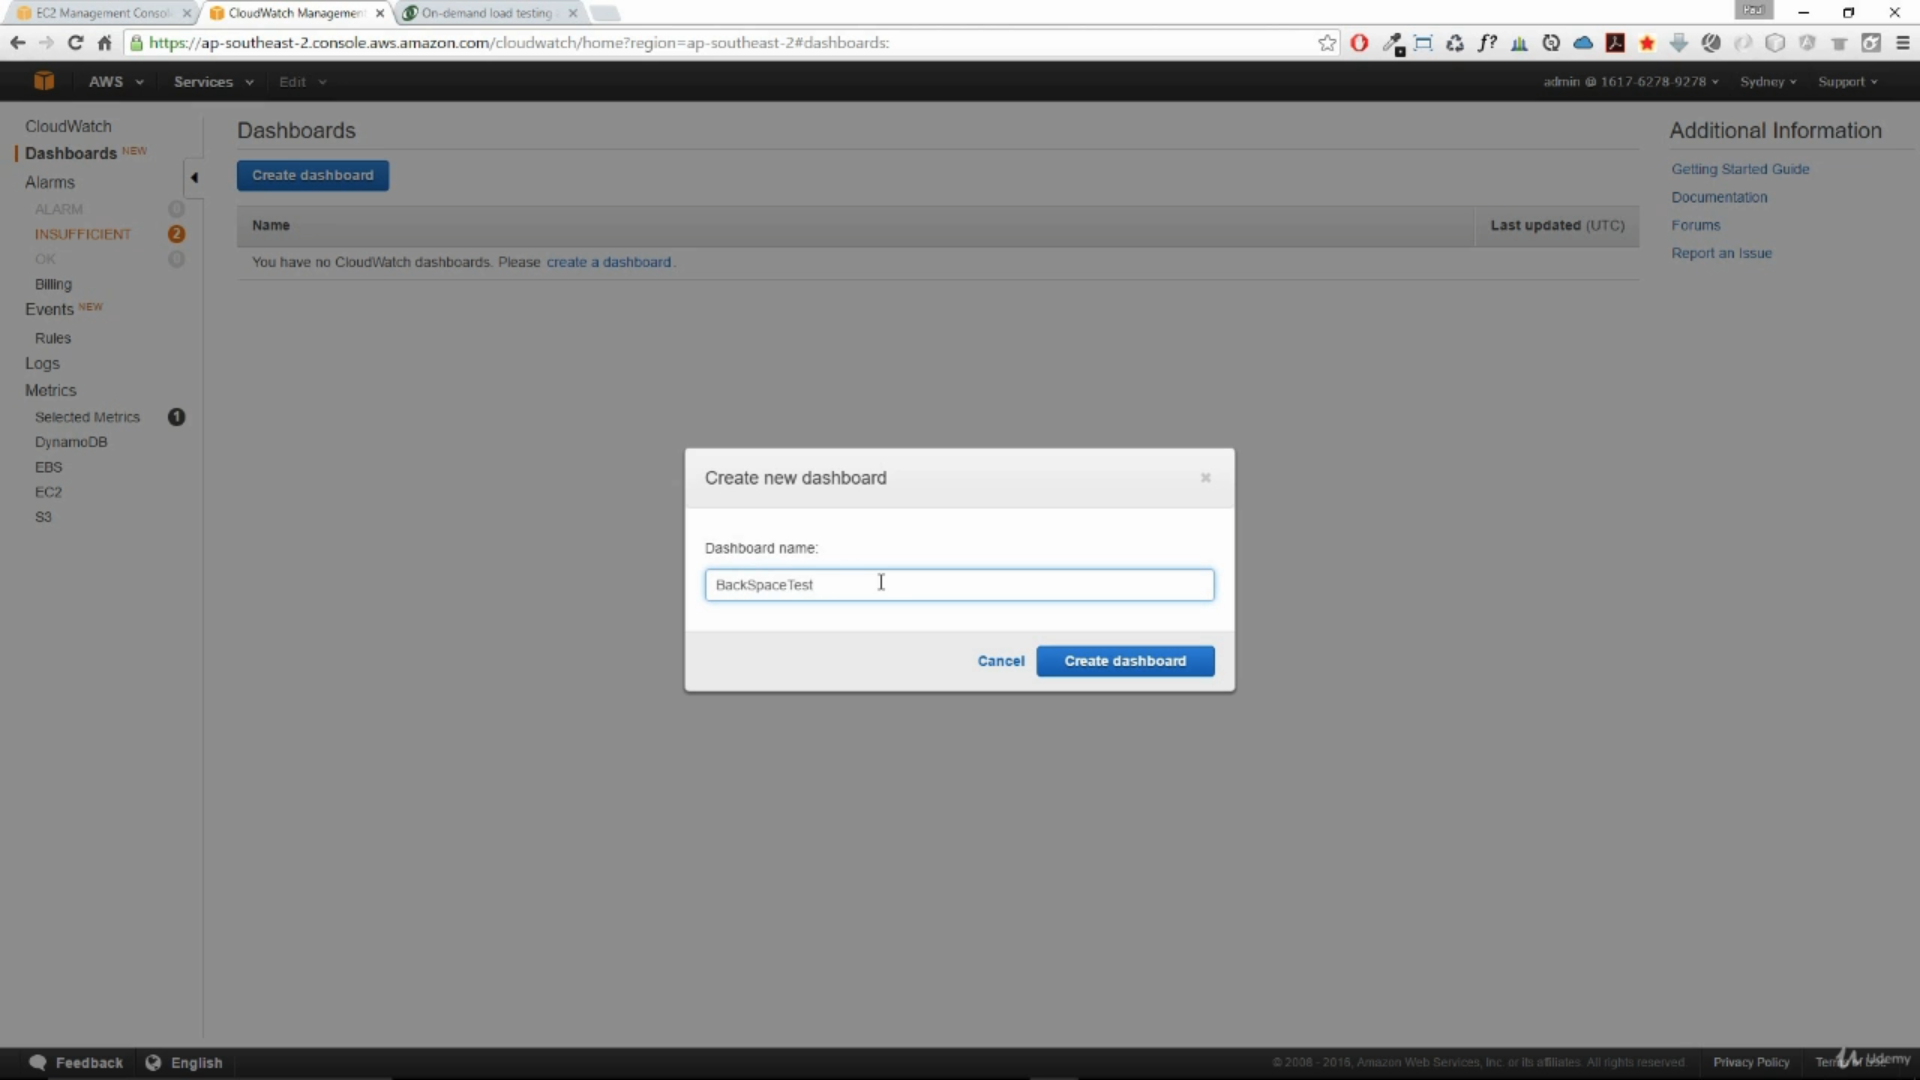 EC2 Management Consol
CloudWatch Managemen
On-demand load testing
Paul
https://ap-southeast-2.console.aws.amazon.com/cloudwatch/home?region=ap-southeast-2#dashboards:
f?
AWS
Services
Edit
admin @ 1617-6278-9278
Sydney
Support
CloudWatch
Dashboards NEW
Alarms
ALARM 0
INSUFFICIENT 2
OK 0
Billing
Events NEW
Rules
Logs
Metrics
Selected Metrics 1
DynamoDB
EBS
EC2
S3
Dashboards
Create dashboard
Name
Last updated (UTC)
You have no CloudWatch dashboards. Please create a dashboard.
Additional Information
Getting Started Guide
Documentation
Forums
Report an Issue
Create new dashboard
Dashboard name:
BackSpaceTest
Cancel
Create dashboard
Feedback
English
© 2008 - 2016, Amazon Web Services, Inc. or its affiliates. All rights reserved.
Privacy Policy
Udemy